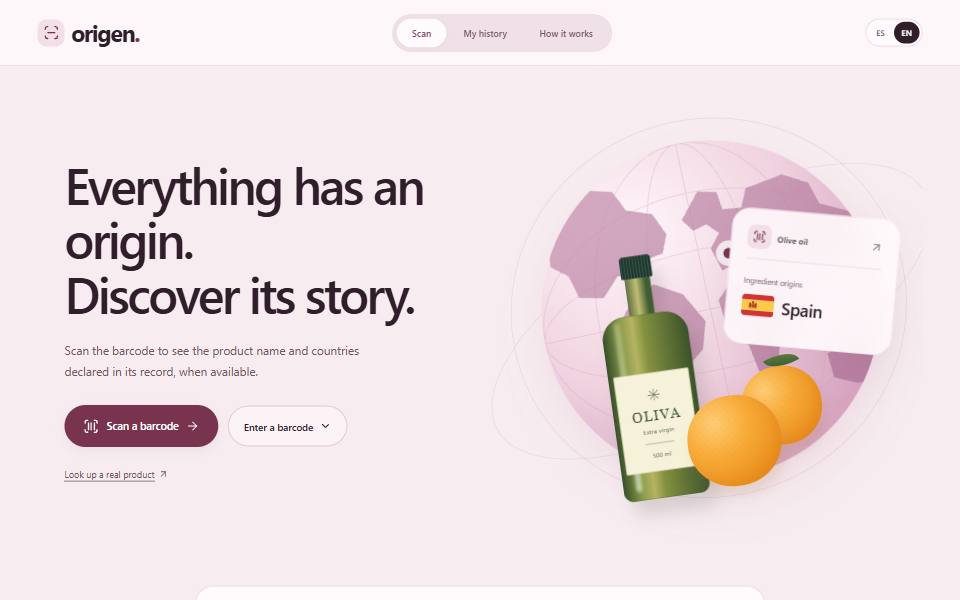 origen.
Scan
My history
How it works
ES
EN
Everything has an
origin.
Discover its story.
Scan the barcode to see the product name and countries
declared in its record, when available.
Scan a barcode
Enter a barcode
Look up a real product
Olive oil
Ingredient origins
Spain
OLIVA
Extra virgin
500 ml